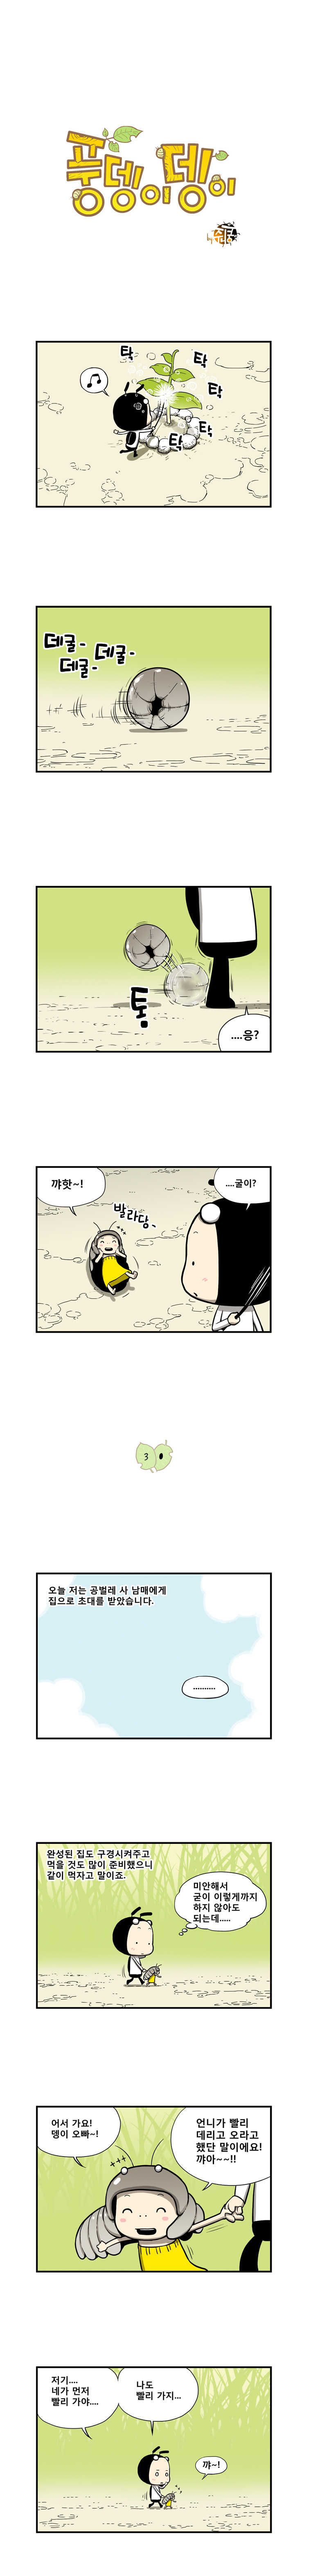 풍뎅이 뎅이
탁
탁
탁
탁
탁
데굴-
데굴-
데굴-
톰
....응?
꺄핫~!
....굴이?
발라당~
3
오늘 저는 공벌레 사 남매에게
집으로 초대를 받았습니다.
..........
완성된 집도 구경시켜주고
먹을 것도 많이 준비했으니
같이 먹자고 말이죠.
미안해서
굳이 이렇게까지
하지 않아도
되는데.....
어서 가요!
뎅이 오빠~!
언니가 빨리
데리고 오라고
했단 말이에요!
꺄아~~!!
저기....
네가 먼저
빨리 가야....
나도
빨리 가지...
꺄~!